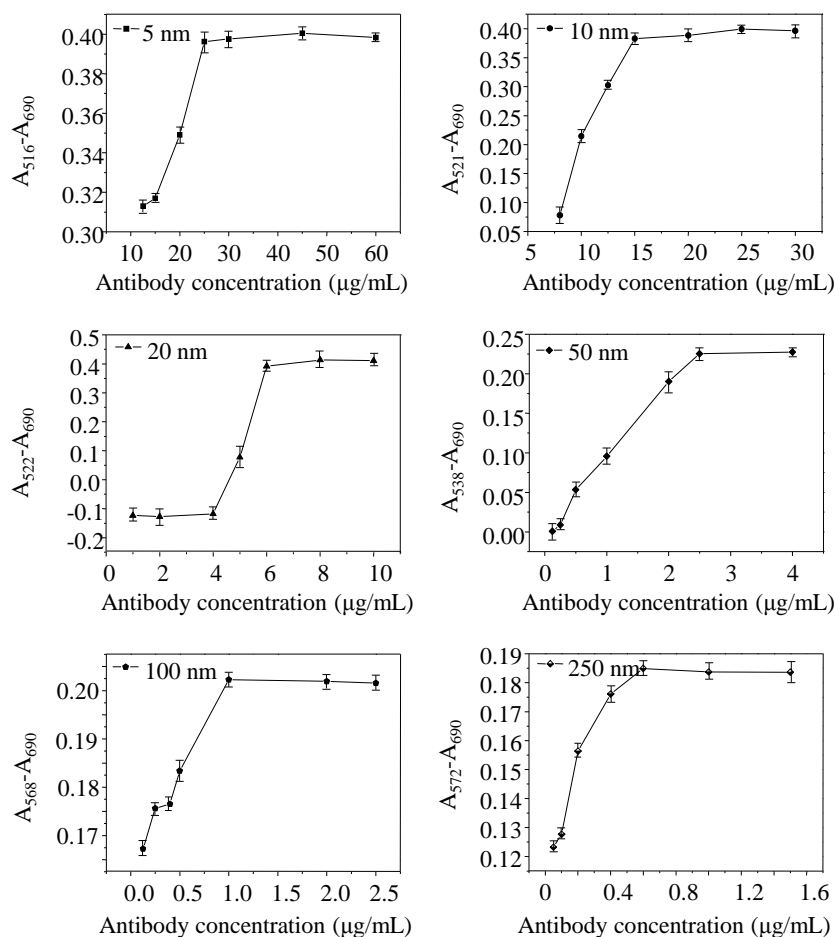 5 nm
A516-A690
0.40
0.38
0.36
0.34
0.32
0.30
10 20 30 40 50 60
Antibody concentration (μg/mL)
10 nm
A521-A690
0.40
0.35
0.30
0.25
0.20
0.15
0.10
0.05
5 10 15 20 25 30
Antibody concentration (μg/mL)
20 nm
A522-A690
0.5
0.4
0.3
0.2
0.1
0.0
-0.1
-0.2
0 2 4 6 8 10
Antibody concentration (μg/mL)
50 nm
A538-A690
0.25
0.20
0.15
0.10
0.05
0.00
0 1 2 3 4
Antibody concentration (μg/mL)
100 nm
A568-A690
0.20
0.19
0.18
0.17
0.0 0.5 1.0 1.5 2.0 2.5
Antibody concentration (μg/mL)
250 nm
A572-A690
0.19
0.18
0.17
0.16
0.15
0.14
0.13
0.12
0 0.4 0.8 1.2 1.6
Antibody concentration (μg/mL)